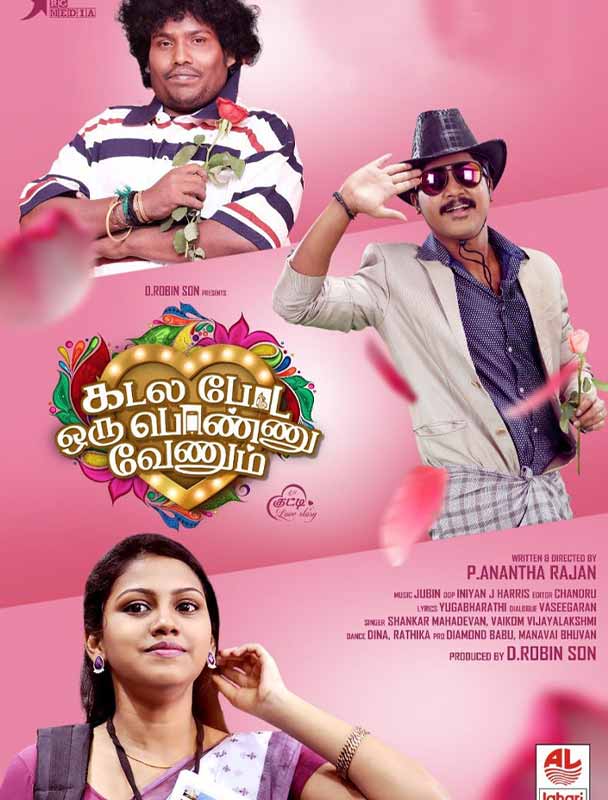 MEDIA
D.ROBIN SON PRESENTS
கடல போட
ஒரு பொண்ணு
வேணும்
குட்டி
Love story
WRITTEN & DIRECTED BY
P.ANANTHA RAJAN
MUSIC JUBIN DOP INIYAN J HARRIS EDITOR CHANDRU
LYRICS YUGABHARATHI DIALOGUE VASEEGARAN
SINGER SHANKAR MAHADEVAN, VAIKOM VIJAYALAKSHMI
DANCE DINA, RATHIKA PRO DIAMOND BABU, MANAVAI BHUVAN
PRODUCED BY D.ROBIN SON
lahari